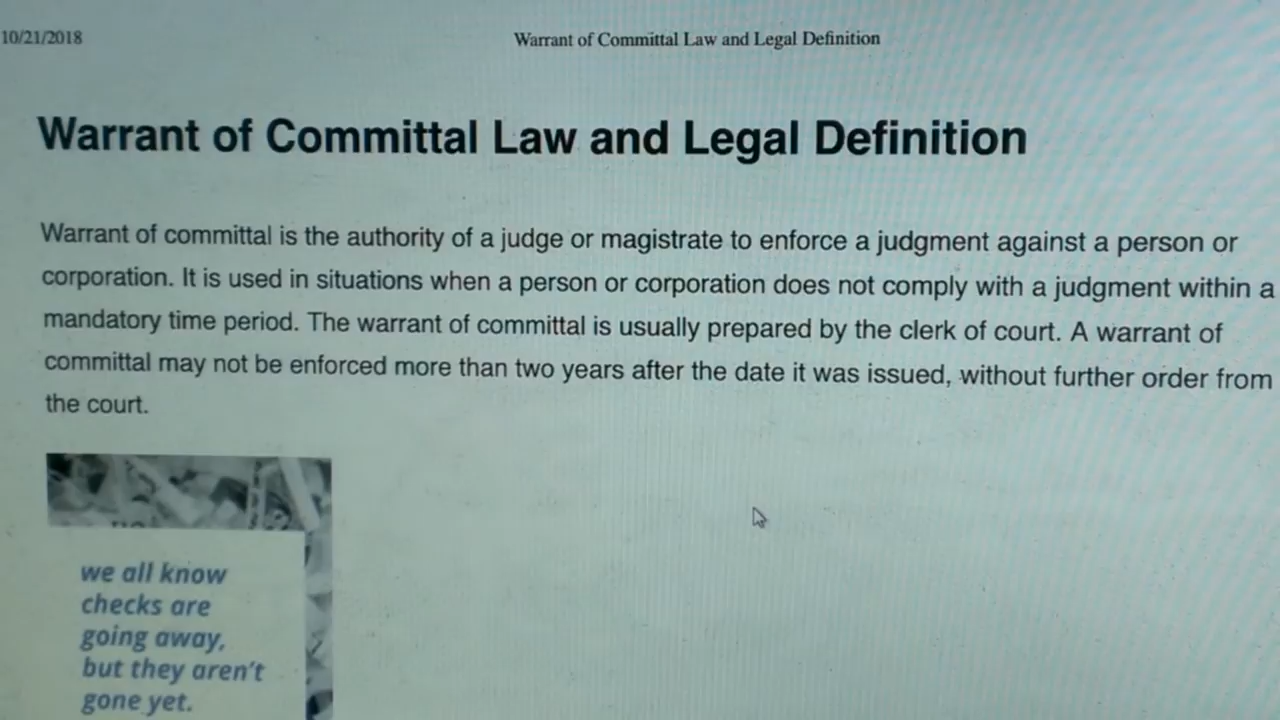 10/21/2018
Warrant of Committal Law and Legal Definition
Warrant of Committal Law and Legal Definition
Warrant of committal is the authority of a judge or magistrate to enforce a judgment against a person or
corporation. It is used in situations when a person or corporation does not comply with a judgment within a
mandatory time period. The warrant of committal is usually prepared by the clerk of court. A warrant of
committal may not be enforced more than two years after the date it was issued, without further order from
the court.
we all know
checks are
going away,
but they aren't
gone yet.